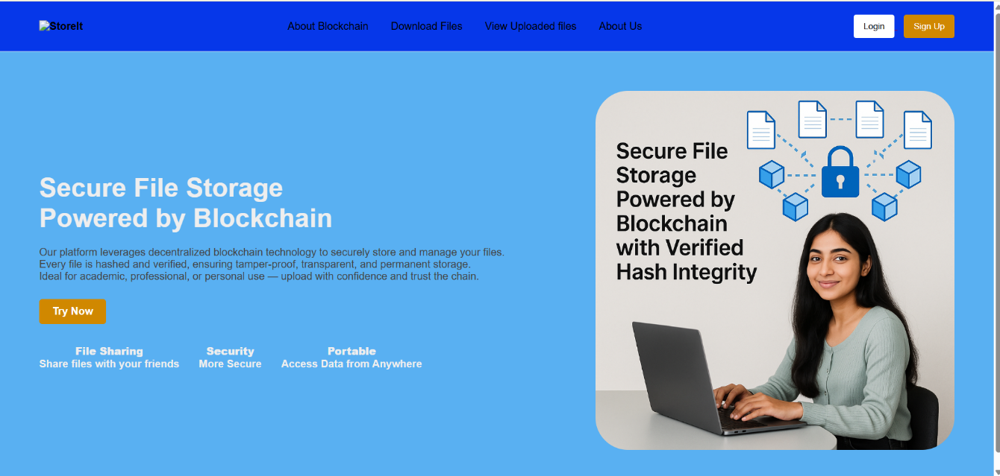 StoreIt
About Blockchain
Download Files
View Uploaded files
About Us
Login
Sign Up
Secure File Storage
Powered by Blockchain
Our platform leverages decentralized blockchain technology to securely store and manage your files.
Every file is hashed and verified, ensuring tamper-proof, transparent, and permanent storage.
Ideal for academic, professional, or personal use — upload with confidence and trust the chain.
Try Now
File Sharing
Share files with your friends
Security
More Secure
Portable
Access Data from Anywhere
Secure File
Storage
Powered by
Blockchain
with Verified
Hash Integrity